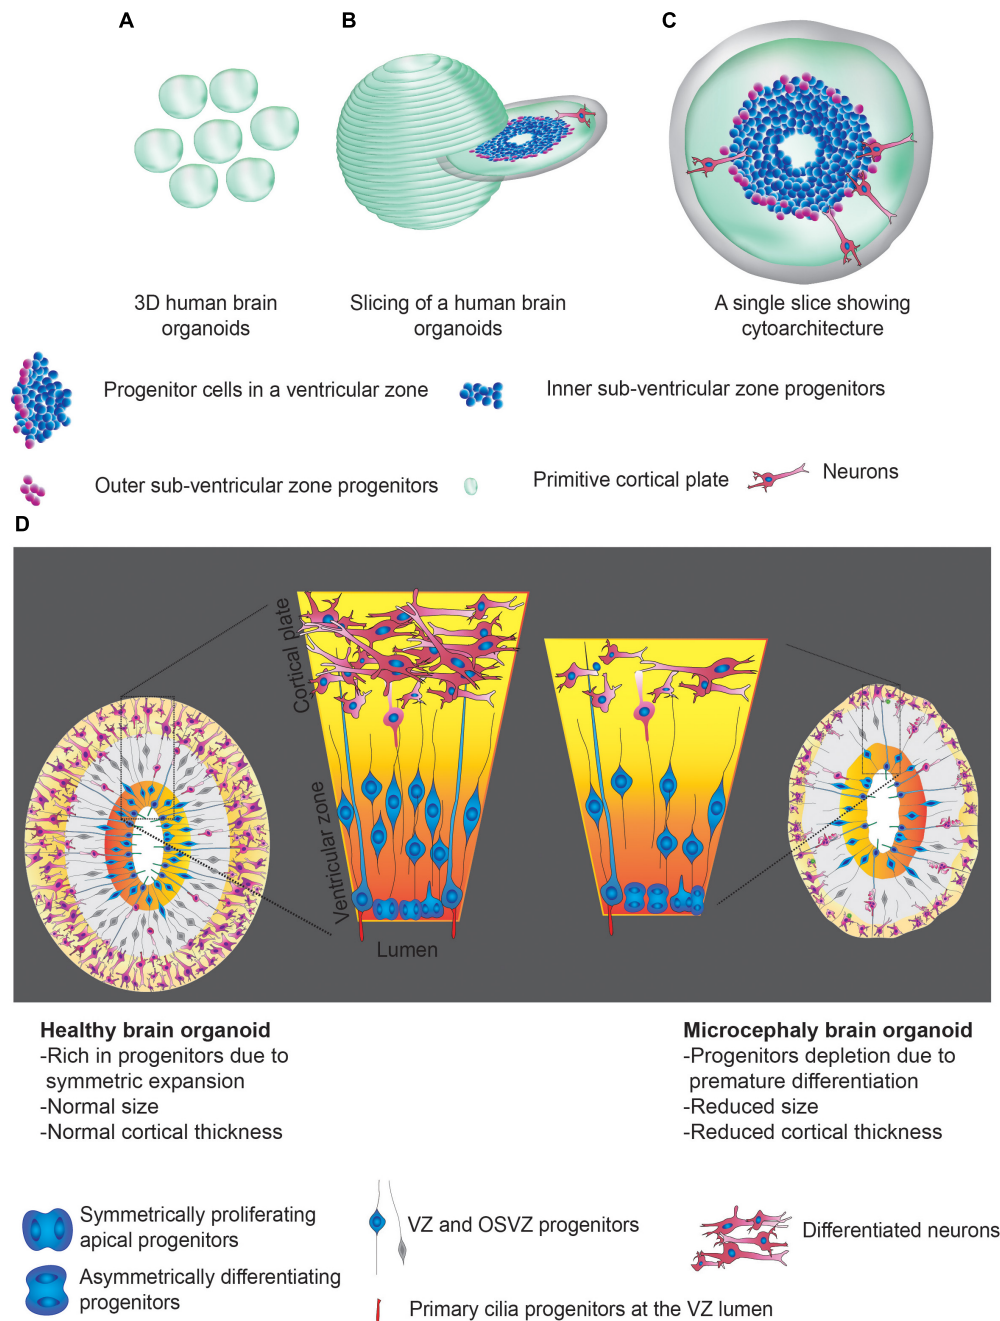 A
B
C
3D human brain
organoids
Slicing of a human brain
organoids
A single slice showing
cytoarchitecture
Progenitor cells in a ventricular zone
Inner sub-ventricular zone progenitors
Outer sub-ventricular zone progenitors
Primitive cortical plate
Neurons
D
Cortical plate
Ventricular zone
Lumen
Healthy brain organoid
-Rich in progenitors due to
symmetric expansion
-Normal size
-Normal cortical thickness
Microcephaly brain organoid
-Progenitors depletion due to
premature differentiation
-Reduced size
-Reduced cortical thickness
Symmetrically proliferating
apical progenitors
Asymmetrically differentiating
progenitors
VZ and OSVZ progenitors
Primary cilia progenitors at the VZ lumen
Differentiated neurons